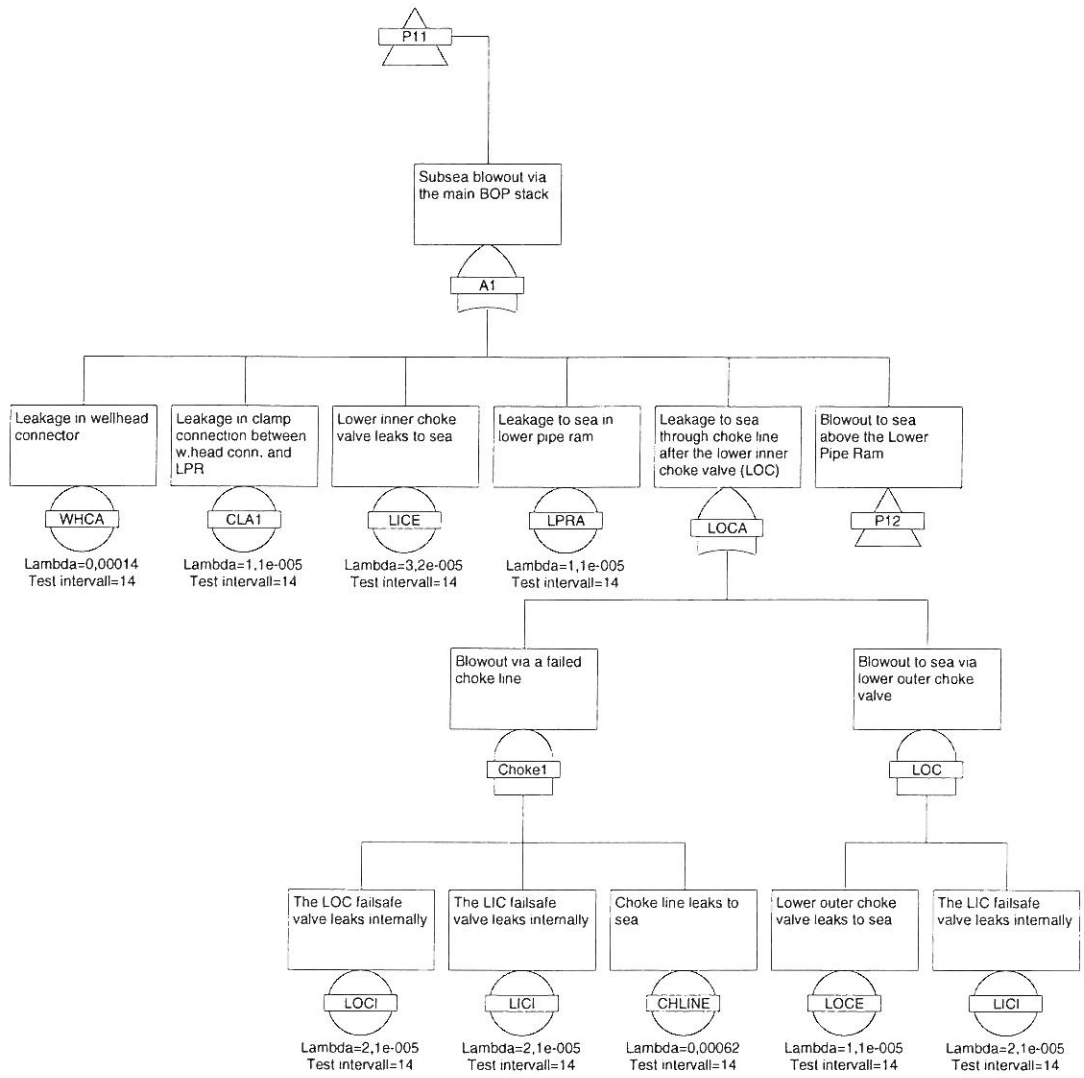 P11
Subsea blowout via
the main BOP stack
A1
Leakage in wellhead
connector
WHCA
Lambda=0,00014
Test intervall=14
Leakage in clamp
connection between
w.head conn. and
LPR
CLA1
Lambda=1,1e-005
Test intervall=14
Lower inner choke
valve leaks to sea
LICE
Lambda=3,2e-005
Test intervall=14
Leakage to sea in
lower pipe ram
LPRA
Lambda=1,1e-005
Test intervall=14
Leakage to sea
through choke line
after the lower inner
choke valve (LOC)
LOCA
Blowout to sea
above the Lower
Pipe Ram
P12
Blowout via a failed
choke line
Choke1
Blowout to sea via
lower outer choke
valve
LOC
The LOC failsafe
valve leaks internally
LOCI
Lambda=2,1e-005
Test intervall=14
The LIC failsafe
valve leaks internally
LICI
Lambda=2,1e-005
Test intervall=14
Choke line leaks to
sea
CHLINE
Lambda=0,00062
Test intervall=14
Lower outer choke
valve leaks to sea
LOCE
Lambda=1,1e-005
Test intervall=14
The LIC failsafe
valve leaks internally
LICI
Lambda=2,1e-005
Test intervall=14